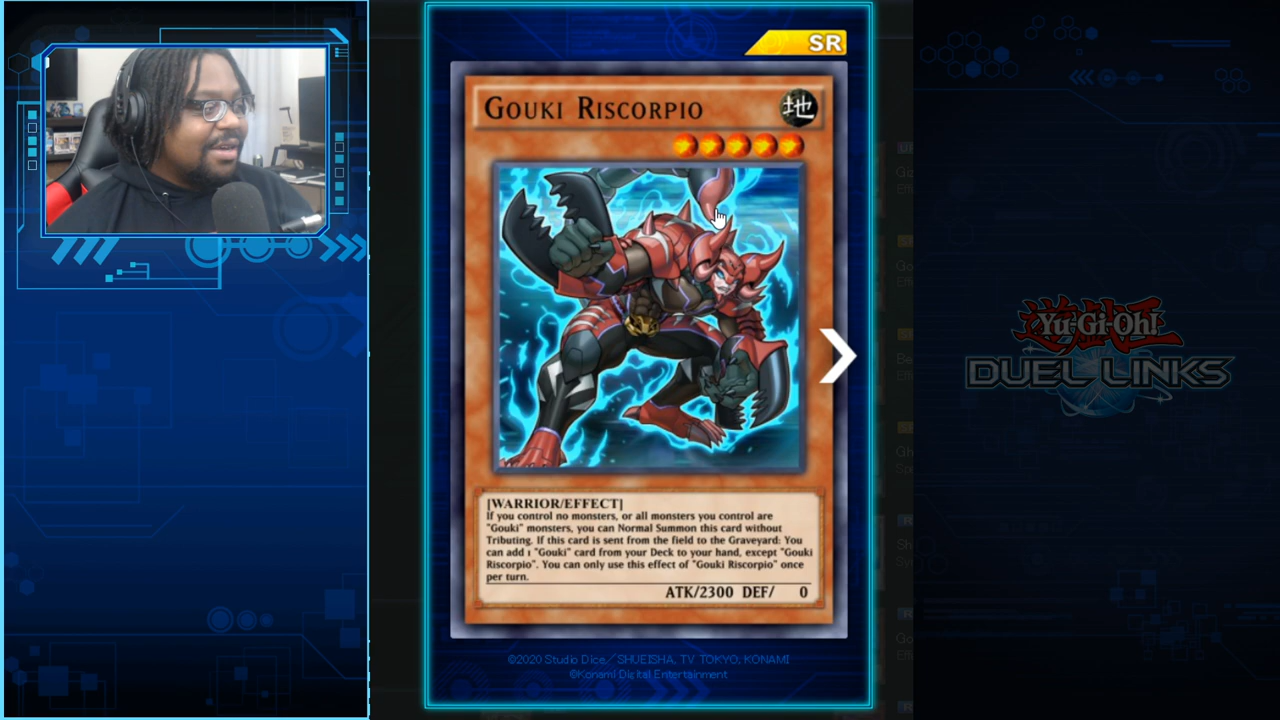 SR
Gouki Riscorpio
地
[WARRIOR/EFFECT]
If you control no monsters, or all monsters you control are
"Gouki" monsters, you can Normal Summon this card without
Tributing. If this card is sent from the field to the Graveyard: You
can add 1 "Gouki" card from your Deck to your hand, except "Gouki
Riscorpio". You can only use this effect of "Gouki Riscorpio" once
per turn.
ATK/2300 DEF/ 0
©2020 Studio Dice/SHUEISHA, TV TOKYO, KONAMI
©Konami Digital Entertainment
Yu-Gi-Oh!
DUEL LINKS